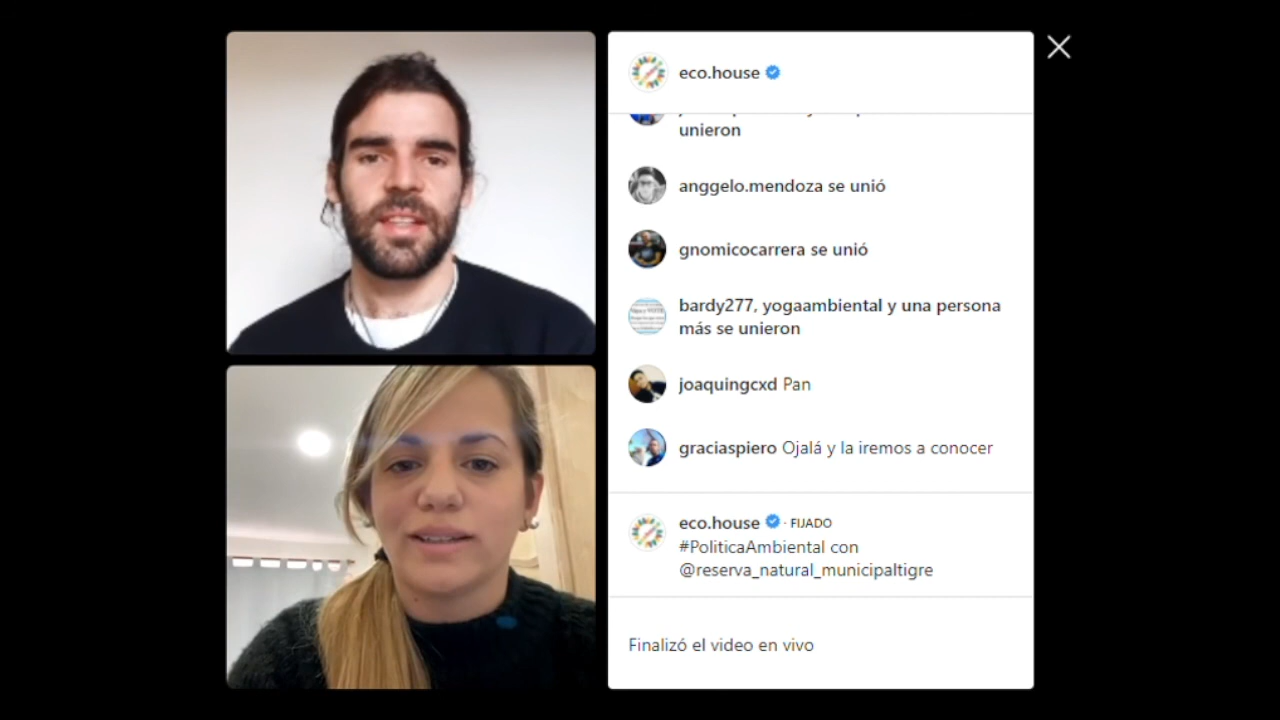 eco.house
unieron
anggelo.mendoza se unió
gnomicocarrera se unió
bardy277, yogaambiental y una persona
más se unieron
joaquingcxd Pan
graciaspiero Ojalá y la iremos a conocer
eco.house · FIJADO
#PoliticaAmbiental con
@reserva_natural_municipaltigre
Finalizó el video en vivo